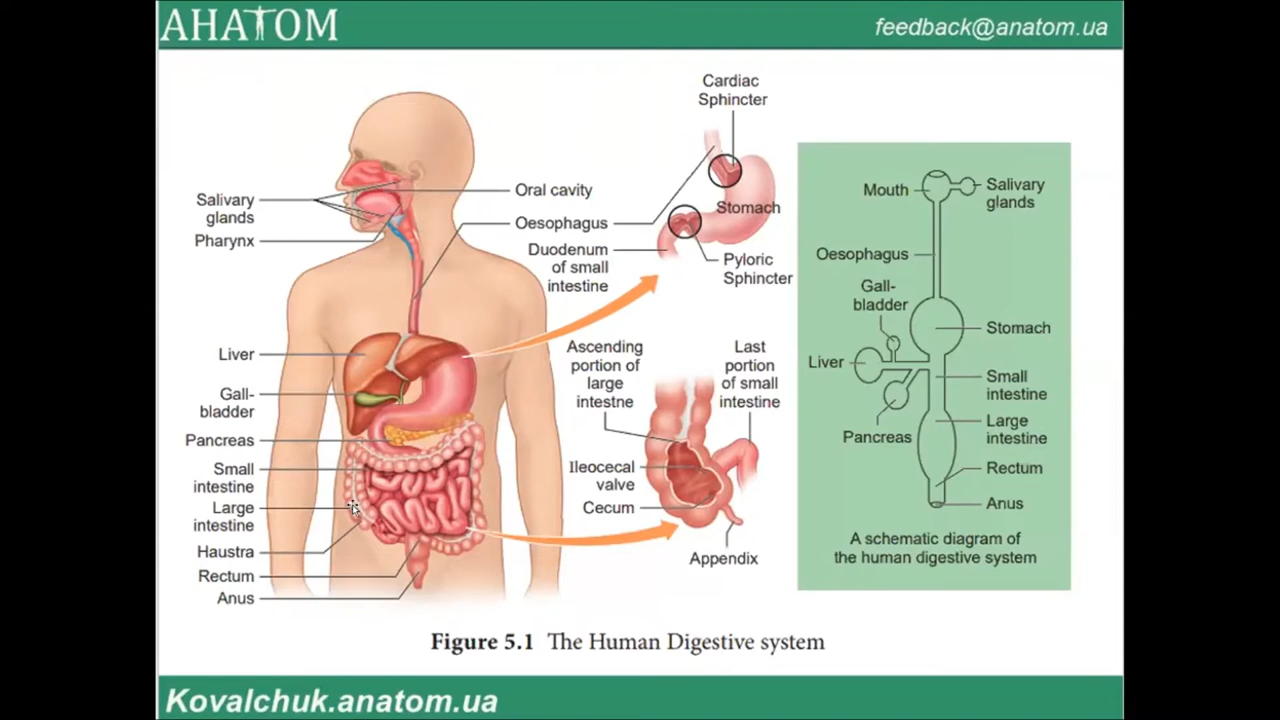 АНАТОМ
feedback@anatom.ua
Cardiac
Sphincter
Salivary
glands
Pharynx
Oral cavity
Oesophagus
Duodenum
of small
intestine
Stomach
Pyloric
Sphincter
Liver
Gall-
bladder
Pancreas
Small
intestine
Large
intestine
Haustra
Rectum
Anus
Ascending
portion of
large
intestne
Last
portion
of small
intestine
Ileocecal
valve
Cecum
Appendix
Mouth
Salivary
glands
Oesophagus
Gall-
bladder
Stomach
Liver
Small
intestine
Pancreas
Large
intestine
Rectum
Anus
A schematic diagram of
the human digestive system
Figure 5.1 The Human Digestive system
Kovalchuk.anatom.ua